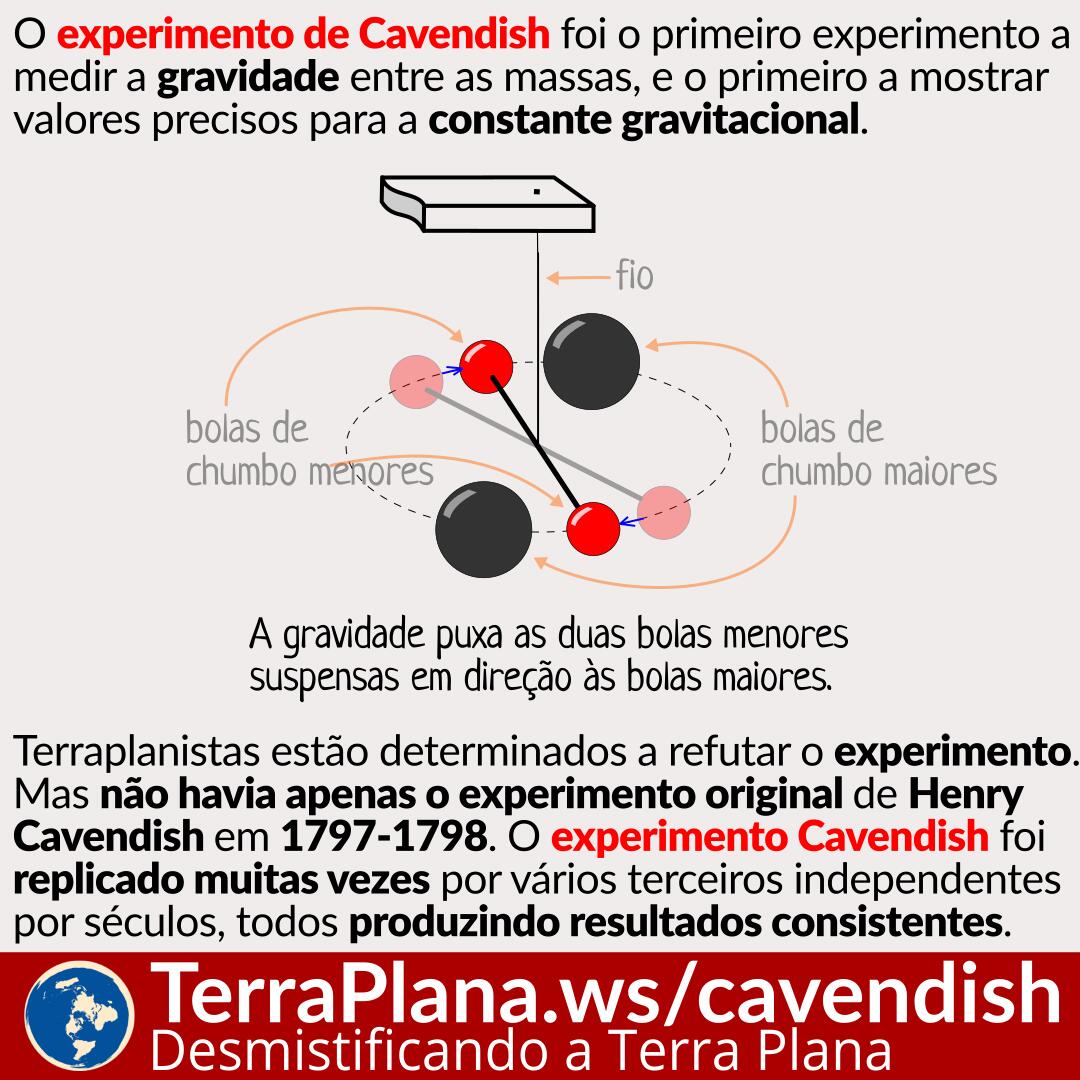 O experimento de Cavendish foi o primeiro experimento a
medir a gravidade entre as massas, e o primeiro a mostrar
valores precisos para a constante gravitacional.
fio
bolas de
chumbo menores
bolas de
chumbo maiores
A gravidade puxa as duas bolas menores
suspensas em direção às bolas maiores.
Terraplanistas estão determinados a refutar o experimento.
Mas não havia apenas o experimento original de Henry
Cavendish em 1797-1798. O experimento Cavendish foi
replicado muitas vezes por vários terceiros independentes
por séculos, todos produzindo resultados consistentes.
TerraPlana.ws/cavendish
Desmistificando a Terra Plana